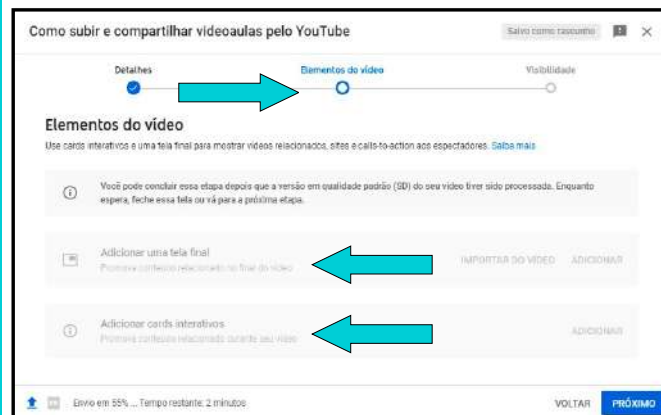 Como subir e compartilhar videoaulas pelo YouTube
Salvo como rascunho
Detalhes
Elementos do vídeo
Visibilidade
Elementos do vídeo
Use cards interativos e uma tela final para mostrar vídeos relacionados, sites e calls-to-action aos espectadores. Saiba mais
Você pode concluir essa etapa depois que a versão em qualidade padrão (SD) do seu vídeo tiver sido processada. Enquanto
espera, feche essa tela ou vá para a próxima etapa.
Adicionar uma tela final
Promova conteúdo relacionado no final do vídeo
IMPORTAR DO VÍDEO ADICIONAR
Adicionar cards interativos
Promova conteúdo relacionado durante seu vídeo
ADICIONAR
Envio em 55% ... Tempo restante: 2 minutos
VOLTAR PRÓXIMO